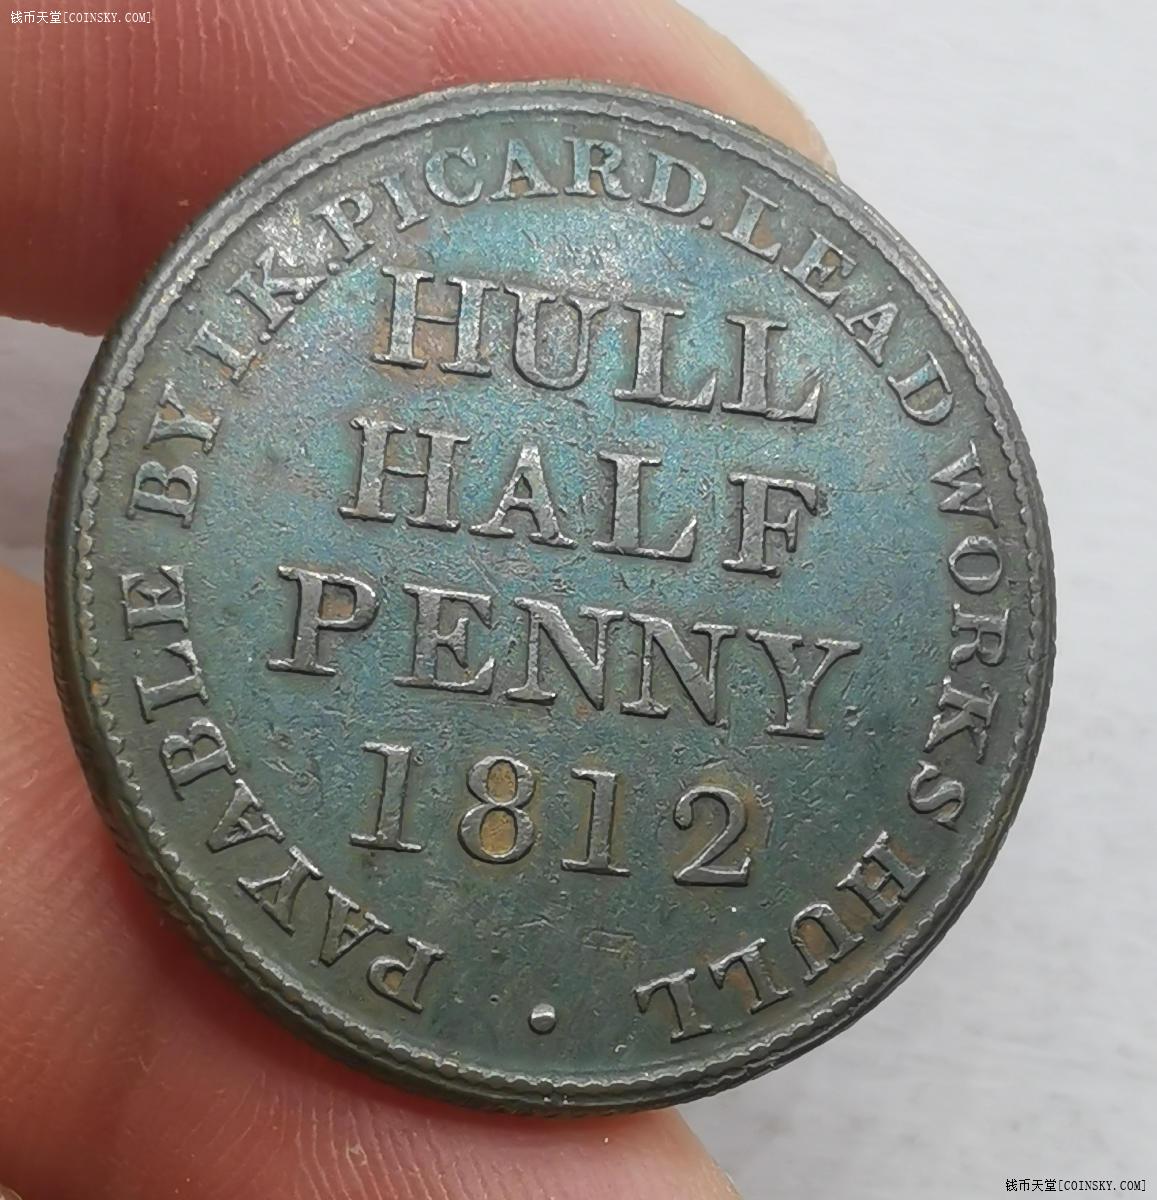 钱币天堂[COINSKY.COM]
PAYABLE BY I.K.PICARD.LEAD WORKS HULL
HULL
HALF
PENNY
1812
钱币天堂[COINSKY.COM]